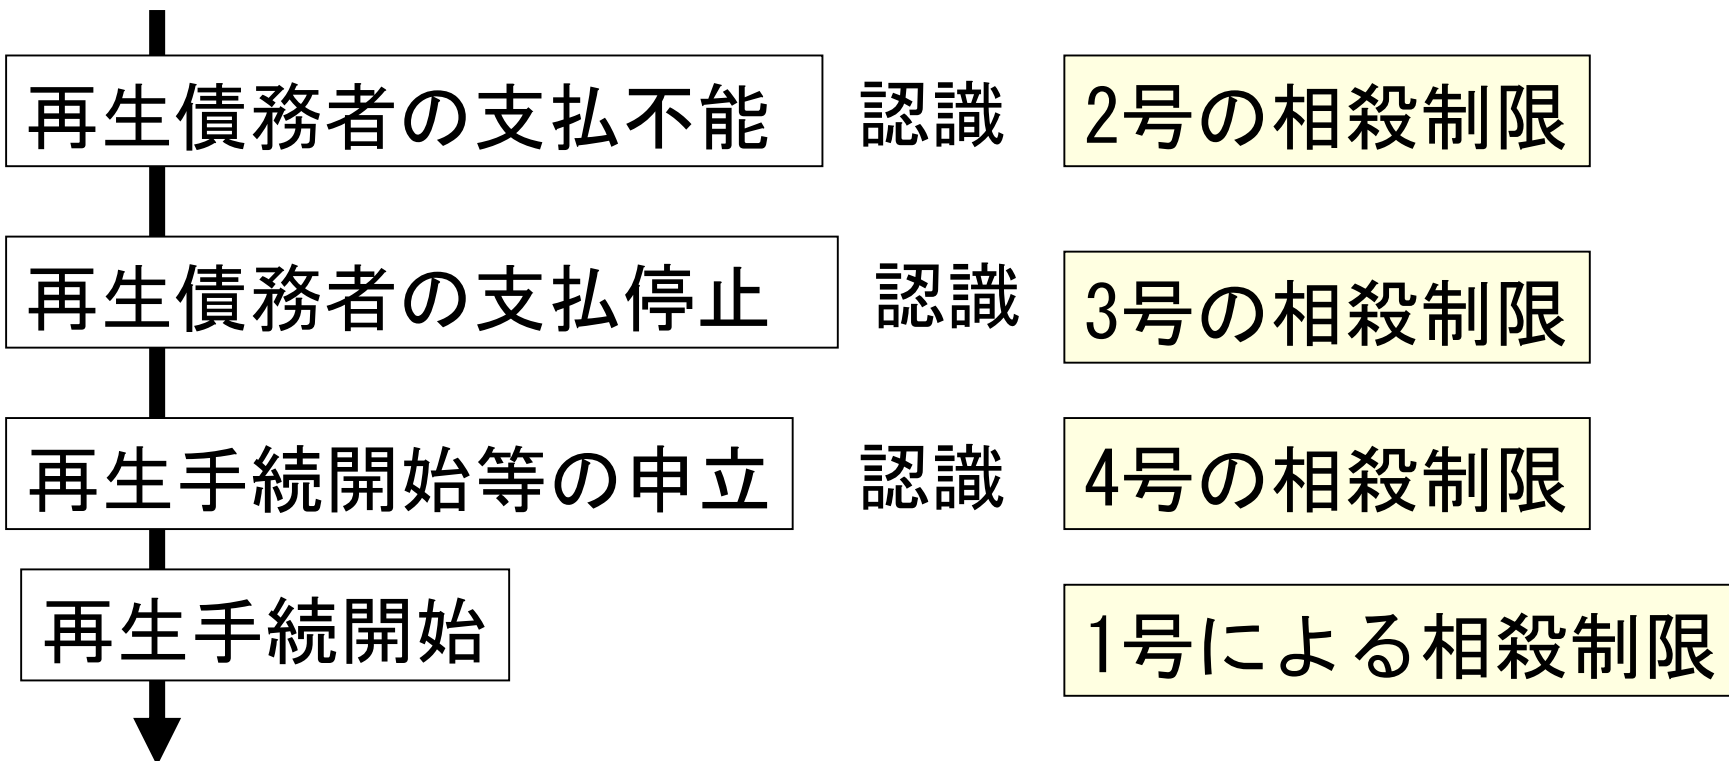 再生債務者の支払不能 認識 2号の相殺制限
再生債務者の支払停止 認識 3号の相殺制限
再生手続開始等の申立 認識 4号の相殺制限
再生手続開始 1号による相殺制限